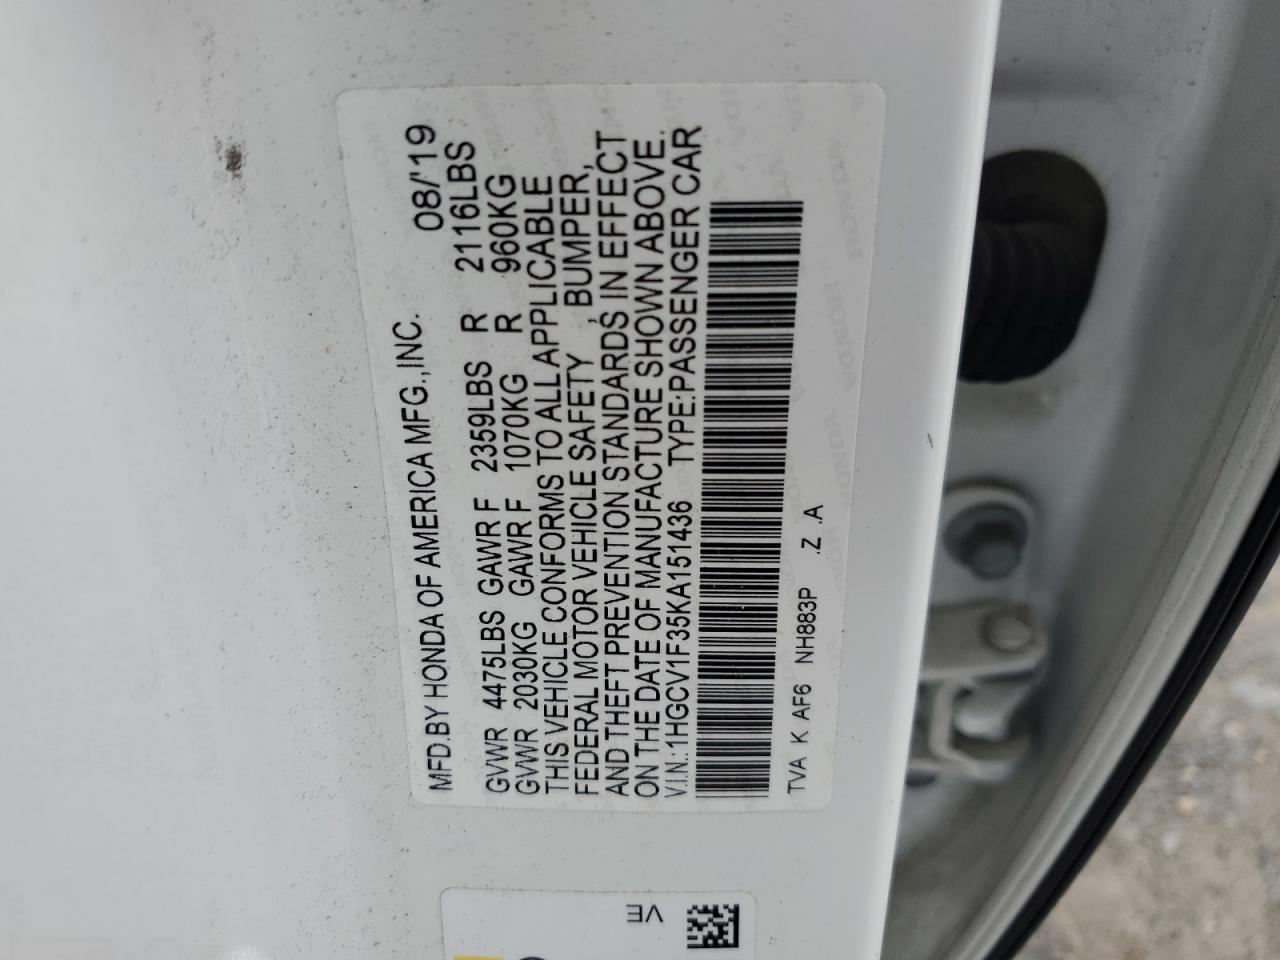 MFD.BY HONDA OF AMERICA MFG.,INC. 08/'19
GVWR 4475LBS GAWR F 2359LBS R 2116LBS
GVWR 2030KG GAWR F 1070KG R 960KG
THIS VEHICLE CONFORMS TO ALL APPLICABLE
FEDERAL MOTOR VEHICLE SAFETY , BUMPER,
AND THEFT PREVENTION STANDARDS IN EFFECT
ON THE DATE OF MANUFACTURE SHOWN ABOVE.
V.I.N.:1HGCV1F35KA151436 TYPE:PASSENGER CAR
TVA K AF6 NH883P .Z .A
VE